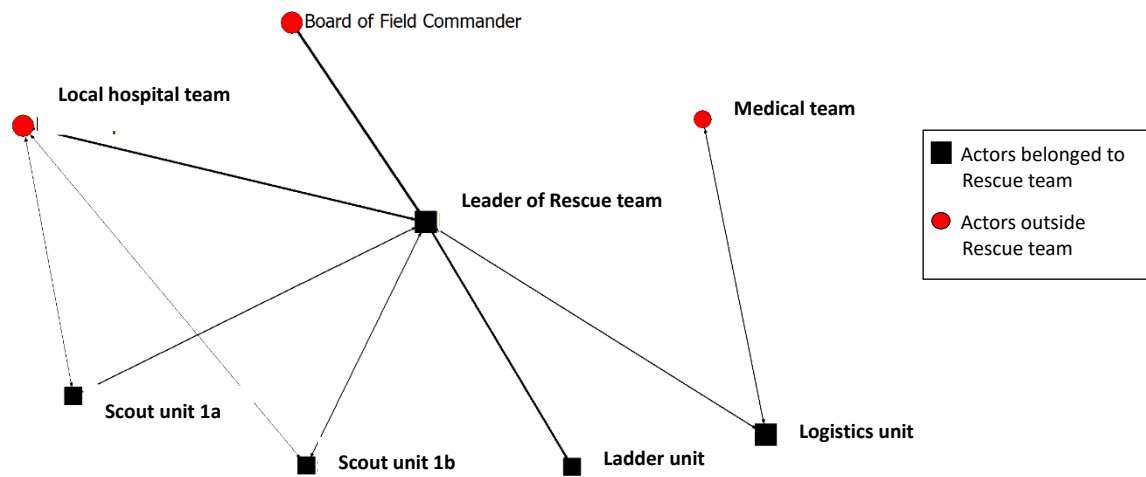 Board of Field Commander
Local hospital team
Medical team
Actors belonged to
Rescue team
Leader of Rescue team
Actors outside
Rescue team
Scout unit 1a
Logistics unit
Scout unit 1b
Ladder unit